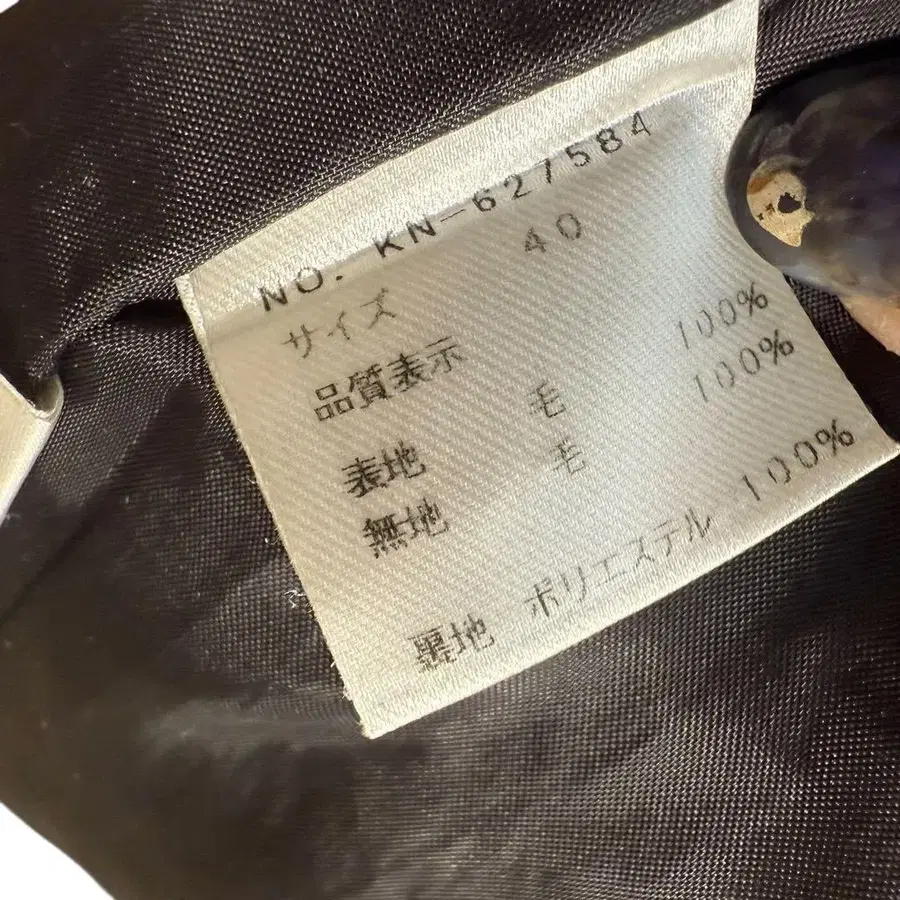 NO. KN-627584
サイズ 40
品質表示
表地 毛 100%
無地 毛 100%
裏地 ポリエステル 100%